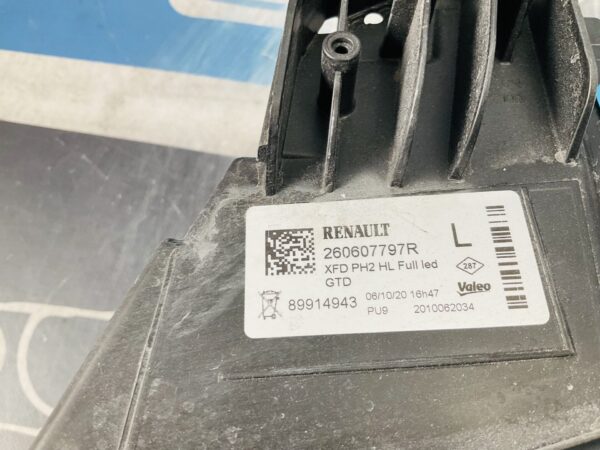 RENAULT
260607797R
L
XFD PH2 HL Full led
GTD
287
Valeo
89914943
06/10/20 16h47
PU9
2010062034